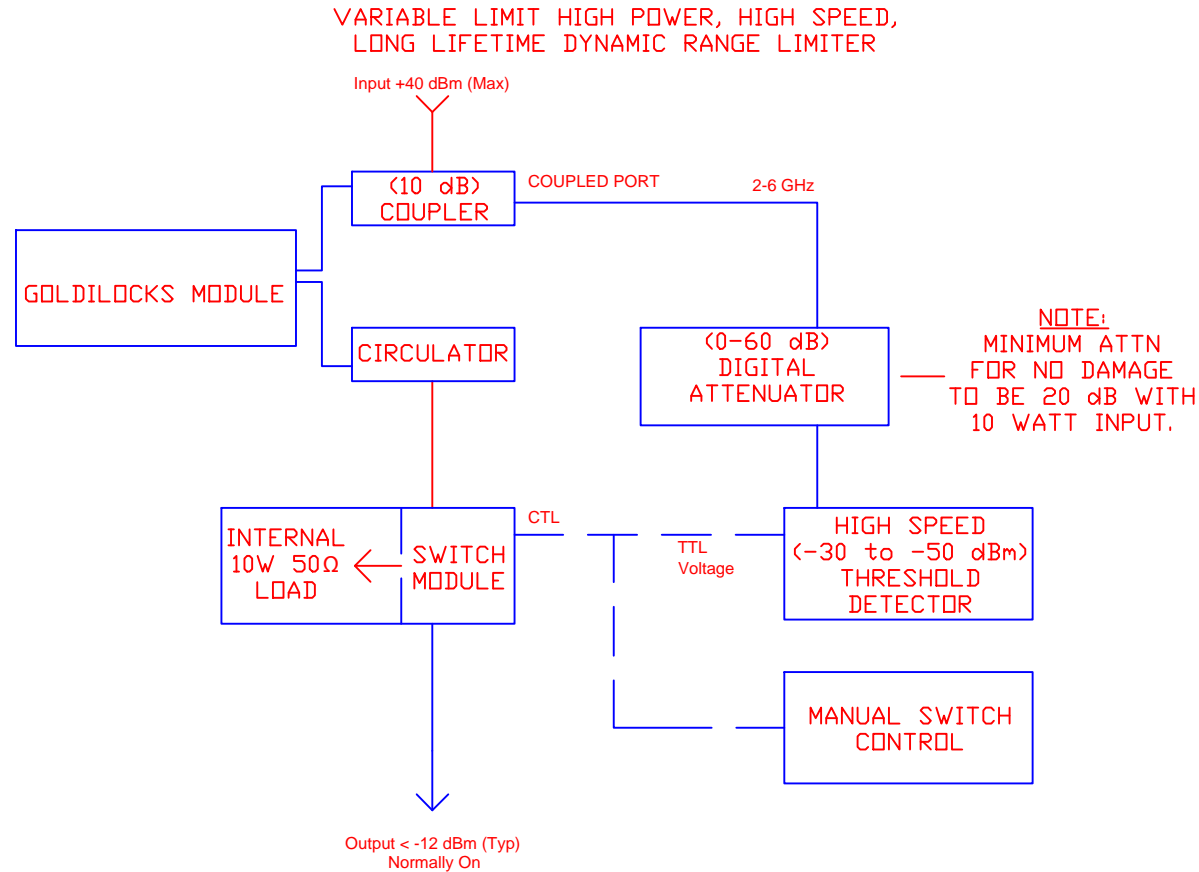 VARIABLE LIMIT HIGH POWER, HIGH SPEED,
LONG LIFETIME DYNAMIC RANGE LIMITER
Input +40 dBm (Max)
(10 dB)
COUPLER
COUPLED PORT
2-6 GHz
GOLDILOCKS MODULE
CIRCULATOR
(0-60 dB)
DIGITAL
ATTENUATOR
NOTE:
MINIMUM ATTN
FOR NO DAMAGE
TO BE 20 dB WITH
10 WATT INPUT.
INTERNAL
10W 50Ω
LOAD
SWITCH
MODULE
CTL
TTL
Voltage
HIGH SPEED
(-30 to -50 dBm)
THRESHOLD
DETECTOR
MANUAL SWITCH
CONTROL
Output < -12 dBm (Typ)
Normally On